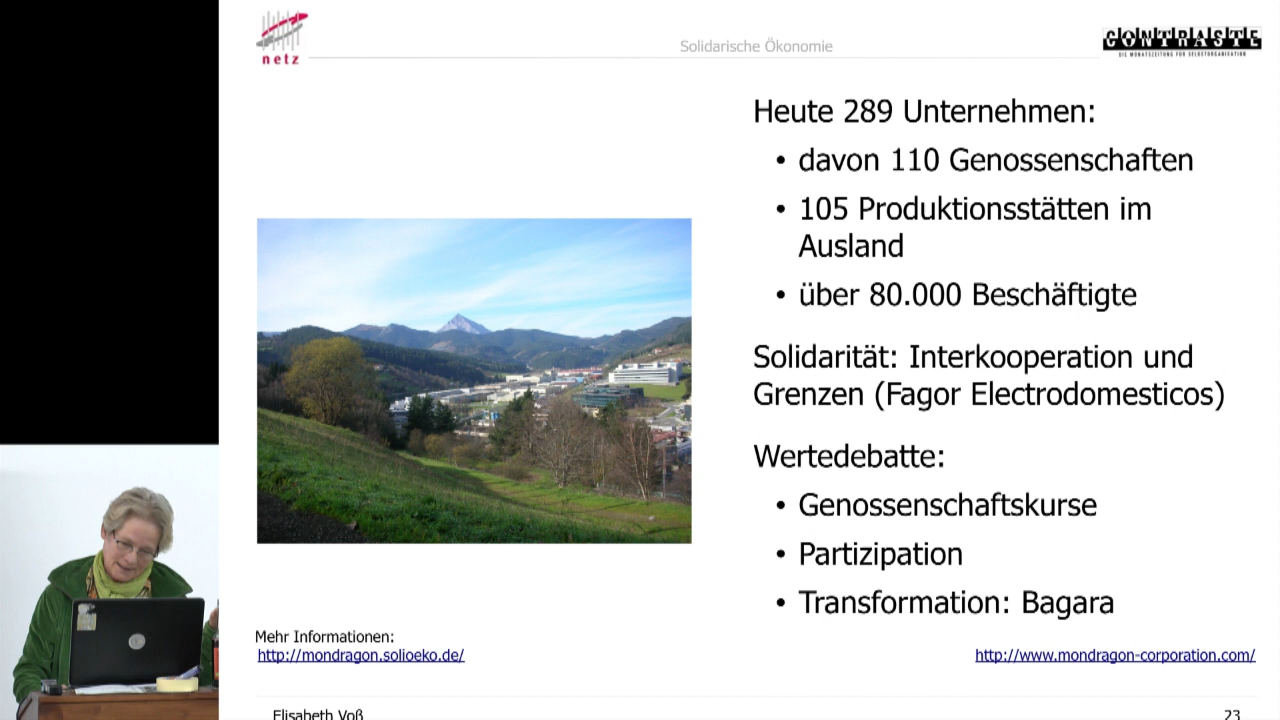 netz
Solidarische Ökonomie
CONTRASTE
DIE MONATSZEITUNG FÜR SELBSTORGANISATION
Heute 289 Unternehmen:
• davon 110 Genossenschaften
• 105 Produktionsstätten im
Ausland
• über 80.000 Beschäftigte
Solidarität: Interkooperation und
Grenzen (Fagor Electrodomesticos)
Wertedebatte:
• Genossenschaftskurse
• Partizipation
• Transformation: Bagara
Mehr Informationen:
http://mondragon.solioeko.de/
http://www.mondragon-corporation.com/
Elisabeth Voß
23